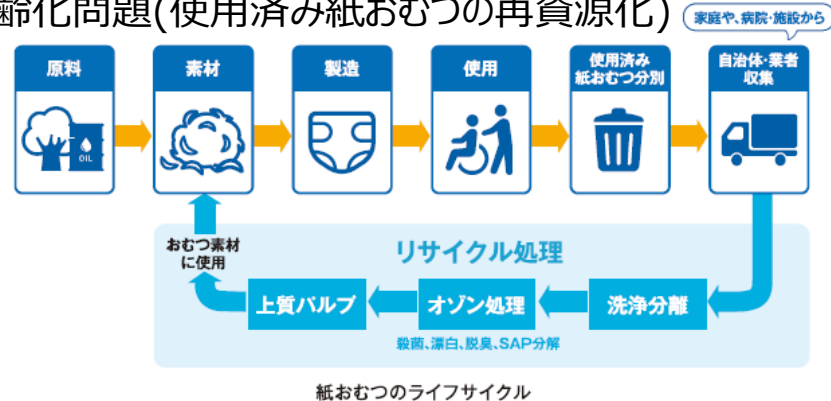 齢化問題(使用済み紙おむつの再資源化)
家庭や、病院・施設から
原料
素材
製造
使用
使用済み
紙おむつ分別
自治体・業者
収集
OIL
おむつ素材
に使用
リサイクル処理
上質パルプ
オゾン処理
洗浄分離
殺菌、漂白、脱臭、SAP分解
紙おむつのライフサイクル